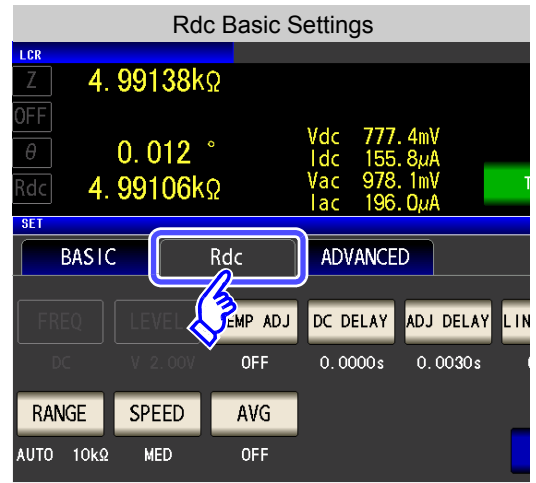 Rdc Basic Settings
LCR
Z 4.99138kΩ
OFF
θ 0.012 °
Rdc 4.99106kΩ
Vdc 777.4mV
Idc 155.8µA
Vac 978.1mV
Iac 196.0µA
T
SET
BASIC Rdc ADVANCED
FREQ LEVEL EMP ADJ DC DELAY ADJ DELAY LIN
DC V 2.00V OFF 0.0000s 0.0030s
RANGE SPEED AVG
AUTO 10kΩ MED OFF